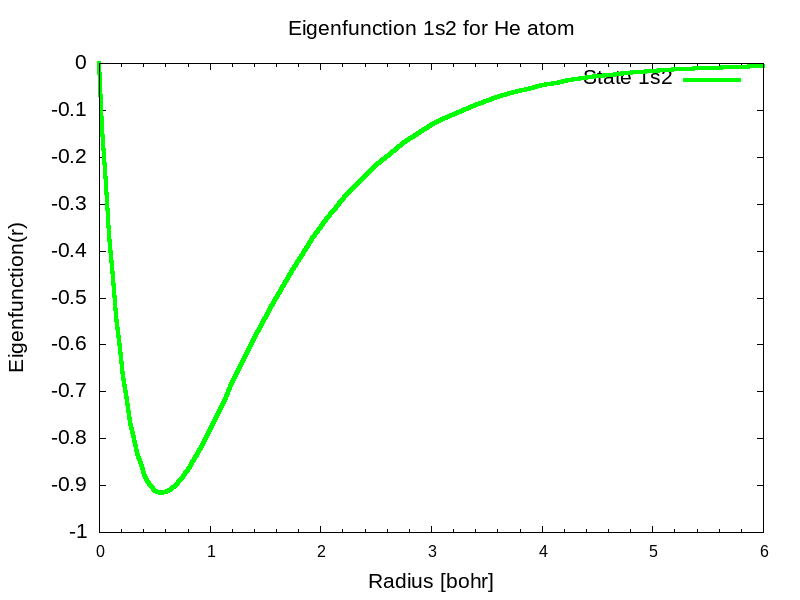 Eigenfunction 1s2 for He atom
State 1s2
0
-0.1
-0.2
-0.3
-0.4
-0.5
-0.6
-0.7
-0.8
-0.9
-1
Eigenfunction(r)
0 1 2 3 4 5 6
Radius [bohr]